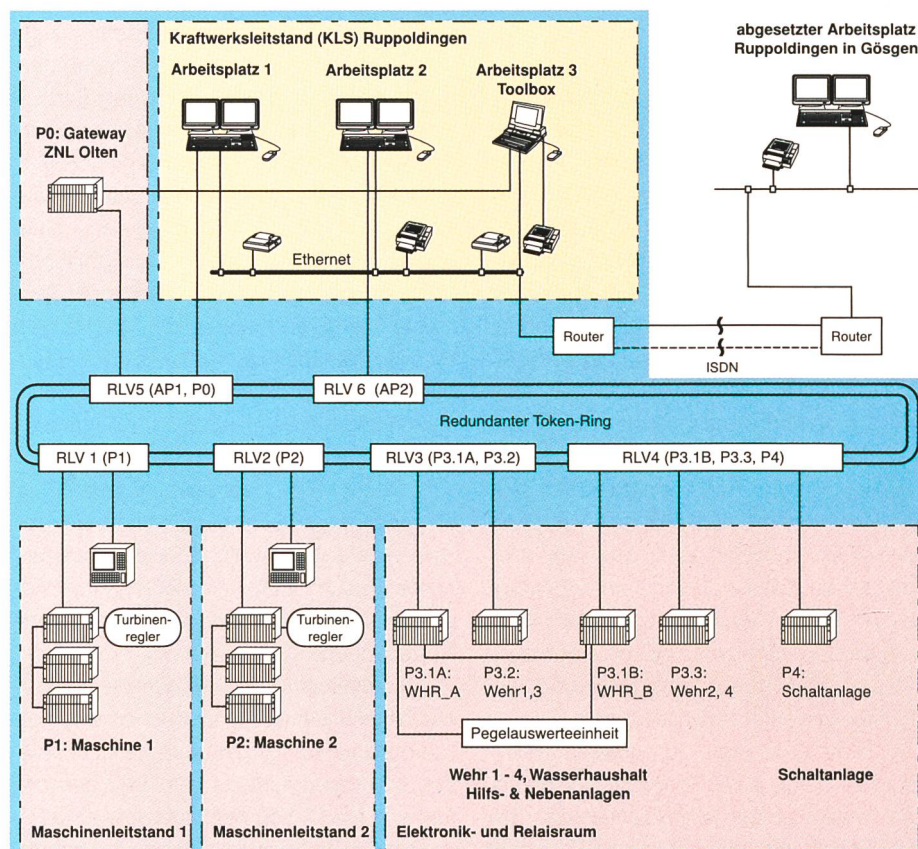 Kraftwerksleitstand (KLS) Ruppoldingen
abgesetzter Arbeitsplatz
Ruppoldingen in Gösgen
Arbeitsplatz 1
Arbeitsplatz 2
Arbeitsplatz 3
Toolbox
P0: Gateway
ZNL Olten
Ethernet
Router
Router
ISDN
RLV5 (AP1, P0)
RLV 6 (AP2)
Redundanter Token-Ring
RLV 1 (P1)
RLV2 (P2)
RLV3 (P3.1A, P3.2)
RLV4 (P3.1B, P3.3, P4)
Turbinen-
regler
Turbinen-
regler
P3.1A:
WHR_A
P3.2:
Wehr1,3
P3.1B:
WHR_B
P3.3:
Wehr2, 4
P4:
Schaltanlage
Pegelauswerteeinheit
P1: Maschine 1
P2: Maschine 2
Wehr 1 - 4, Wasserhaushalt
Hilfs- & Nebenanlagen
Schaltanlage
Maschinenleitstand 1
Maschinenleitstand 2
Elektronik- und Relaisraum